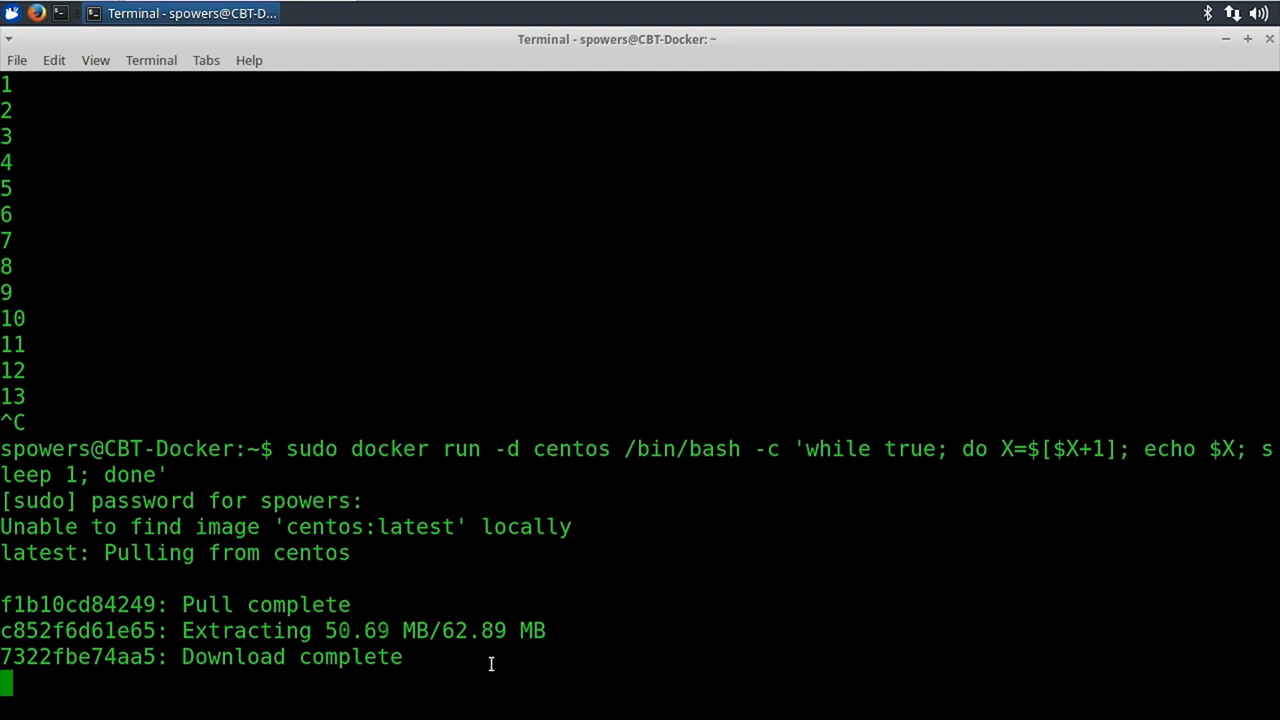 Terminal - spowers@CBT-D...
Terminal - spowers@CBT-Docker: ~
File Edit View Terminal Tabs Help
1
2
3
4
5
6
7
8
9
10
11
12
13
^C
spowers@CBT-Docker:~$ sudo docker run -d centos /bin/bash -c 'while true; do X=$[$X+1]; echo $X; s
leep 1; done'
[sudo] password for spowers:
Unable to find image 'centos:latest' locally
latest: Pulling from centos
f1b10cd84249: Pull complete
c852f6d61e65: Extracting 50.69 MB/62.89 MB
7322fbe74aa5: Download complete